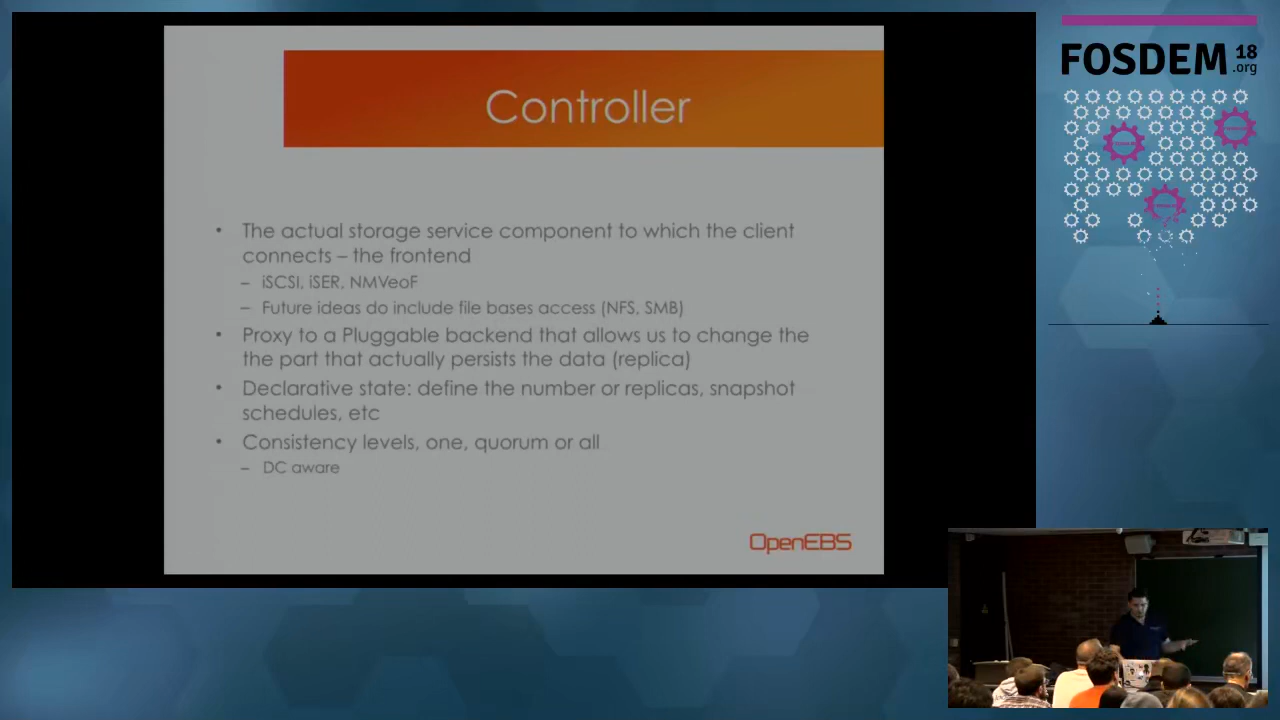 Controller
• The actual storage service component to which the client
connects – the frontend
– iSCSI, iSER, NMVeoF
– Future ideas do include file bases access (NFS, SMB)
• Proxy to a Pluggable backend that allows us to change the
the part that actually persists the data (replica)
• Declarative state: define the number or replicas, snapshot
schedules, etc
• Consistency levels, one, quorum or all
– DC aware
OpenEBS
FOSDEM 18
.org